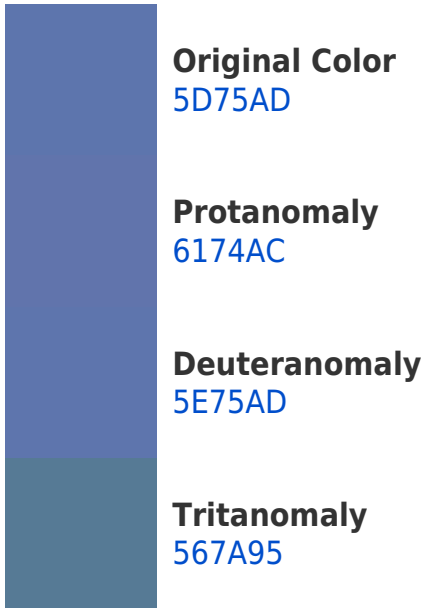 Original Color
5D75AD
Protanomaly
6174AC
Deuteranomaly
5E75AD
Tritanomaly
567A95